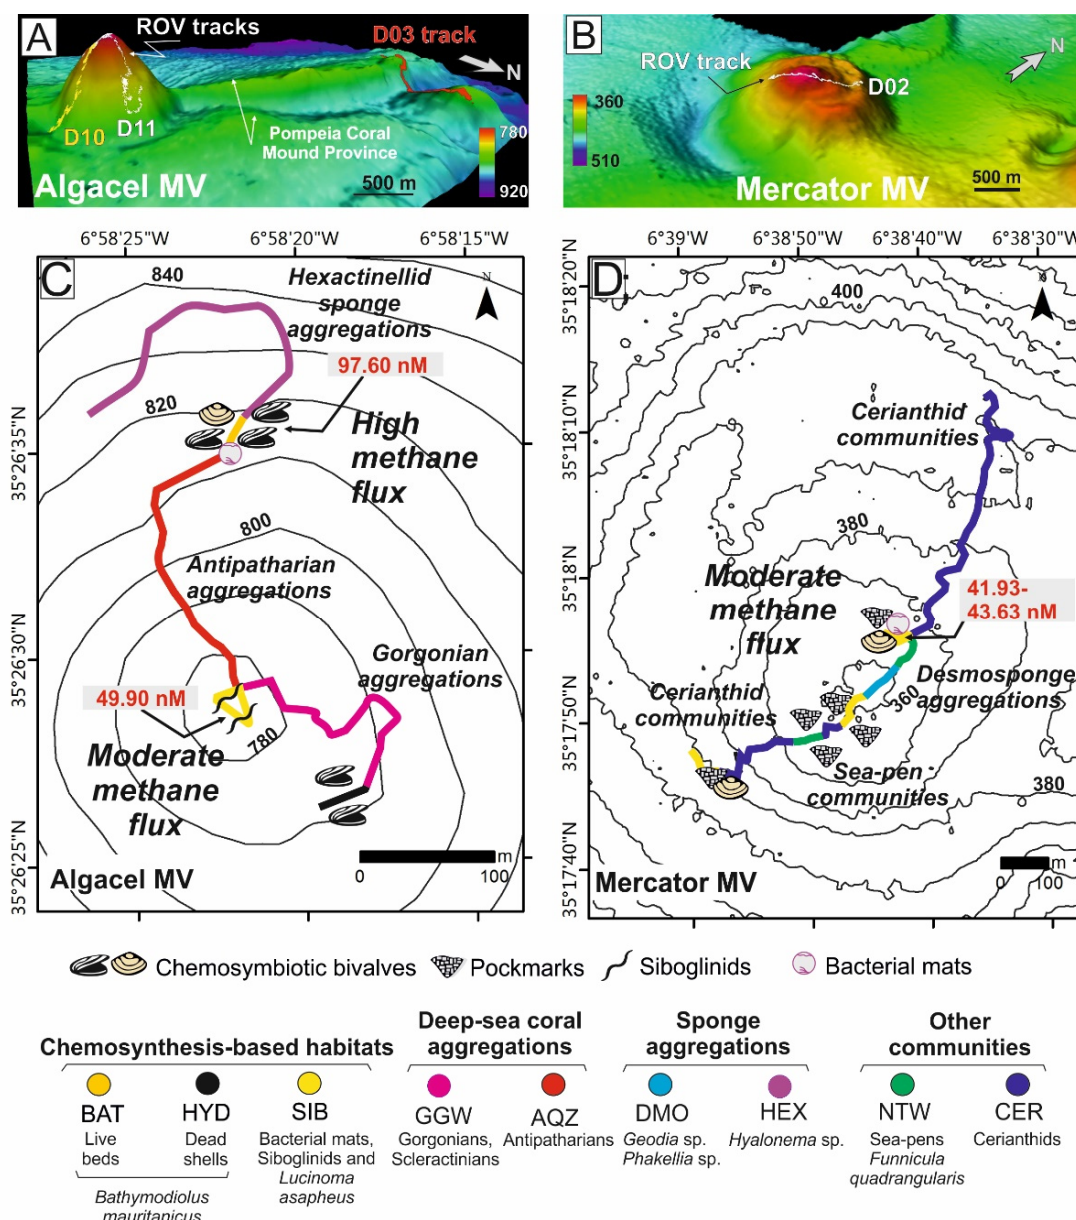 A
ROV tracks
D03 track
N
D10
D11
Pompeia Coral
Mound Province
780
920
500 m
Algacel MV
B
ROV track
N
D02
360
510
500 m
Mercator MV
6°58'25"W
6°58'20"W
6°58'15"W
C
840
Hexactinellid
sponge
aggregations
N
97.60 nM
820
High
methane
flux
35°26'35"N
800
Antipatharian
aggregations
35°26'30"N
Gorgonian
aggregations
49.90 nM
780
Moderate
methane
flux
35°26'25"N
m
0
100
Algacel MV
6°39'W
6°38'50"W
6°38'40"W
6°38'30"W
D
400
35°18'20"N
Cerianthid
communities
35°18'10"N
380
Moderate
methane
flux
41.93-
43.63 nM
35°18'N
Desmosponge
aggregations
360
Cerianthid
communities
35°17'50"N
Sea-pen
communities
380
35°17'40"N
m
0
100
Mercator MV
Chemosymbiotic bivalves
Pockmarks
Siboglinids
Bacterial mats
Chemosynthesis-based habitats
Deep-sea coral
aggregations
Sponge
aggregations
Other
communities
BAT
HYD
SIB
GGW
AQZ
DMO
HEX
NTW
CER
Live
beds
Dead
shells
Bacterial mats,
Siboglinids and
Lucinoma
asapheus
Gorgonians,
Scleractinians
Antipatharians
Geodia sp.
Phakellia sp.
Hyalonema sp.
Sea-pens
Funnicula
quadrangularis
Cerianthids
Bathymodiolus
mauritanicus